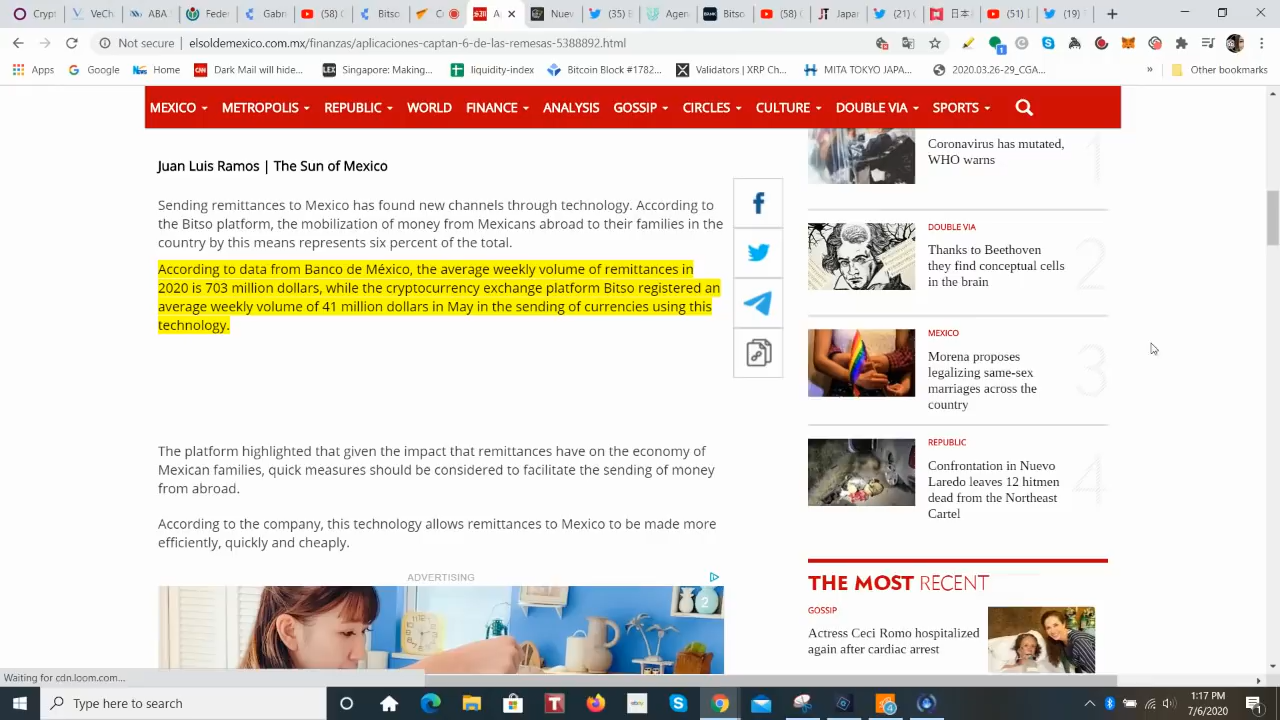 Not secure | elsoldemexico.com.mx/finanzas/aplicaciones-captan-6-de-las-remesas-5388892.html
Apps
Google
Home
Dark Mail will hide...
Singapore: Making...
liquidity-index
Bitcoin Block #1782...
Validators | XRP Ch...
MITA TOKYO JAPA...
2020.03.26-29_CGA...
»
Other bookmarks
MEXICO METROPOLIS REPUBLIC WORLD FINANCE ANALYSIS GOSSIP CIRCLES CULTURE DOUBLE VIA SPORTS
Juan Luis Ramos | The Sun of Mexico
Sending remittances to Mexico has found new channels through technology. According to
the Bitso platform, the mobilization of money from Mexicans abroad to their families in the
country by this means represents six percent of the total.
According to data from Banco de México, the average weekly volume of remittances in
2020 is 703 million dollars, while the cryptocurrency exchange platform Bitso registered an
average weekly volume of 41 million dollars in May in the sending of currencies using this
technology.
The platform highlighted that given the impact that remittances have on the economy of
Mexican families, quick measures should be considered to facilitate the sending of money
from abroad.
According to the company, this technology allows remittances to Mexico to be made more
efficiently, quickly and cheaply.
ADVERTISING
2
Coronavirus has mutated,
WHO warns
1
DOUBLE VIA
Thanks to Beethoven
they find conceptual cells
in the brain
2
MEXICO
Morena proposes
legalizing same-sex
marriages across the
country
3
REPUBLIC
Confrontation in Nuevo
Laredo leaves 12 hitmen
dead from the Northeast
Cartel
4
THE MOST RECENT
GOSSIP
Actress Ceci Romo hospitalized
again after cardiac arrest
Waiting for cdn.loom.com...
Type here to search
1:17 PM
7/6/2020